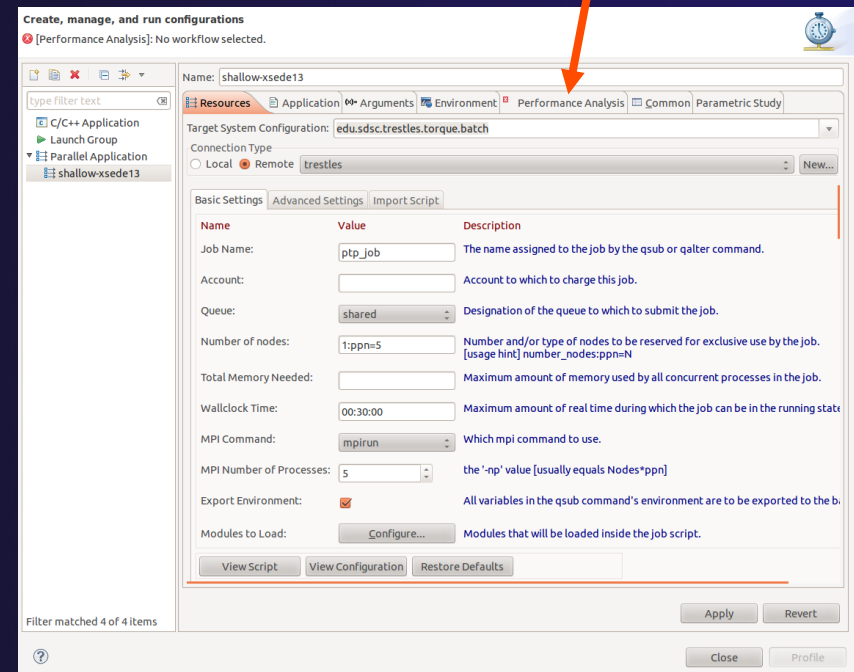 Create, manage, and run configurations
[Performance Analysis]: No workflow selected.
Name: shallow-xsede13
type filter text
C/C++ Application
Launch Group
Parallel Application
shallow-xsede13
Filter matched 4 of 4 items
Resources Application Arguments Environment Performance Analysis Common Parametric Study
Target System Configuration: edu.sdsc.trestles.torque.batch
Connection Type
Local Remote trestles New...
Basic Settings Advanced Settings Import Script
Name Value Description
Job Name: ptp_job The name assigned to the job by the qsub or qalter command.
Account: Account to which to charge this job.
Queue: shared Designation of the queue to which to submit the job.
Number of nodes: 1:ppn=5 Number and/or type of nodes to be reserved for exclusive use by the job.
[usage hint] number_nodes:ppn=N
Total Memory Needed: Maximum amount of memory used by all concurrent processes in the job.
Wallclock Time: 00:30:00 Maximum amount of real time during which the job can be in the running state
MPI Command: mpirun Which mpi command to use.
MPI Number of Processes: 5 the '-np' value [usually equals Nodes*ppn]
Export Environment: All variables in the qsub command's environment are to be exported to the
Modules to Load: Configure... Modules that will be loaded inside the job script.
View Script View Configuration Restore Defaults
Apply Revert
Close Profile